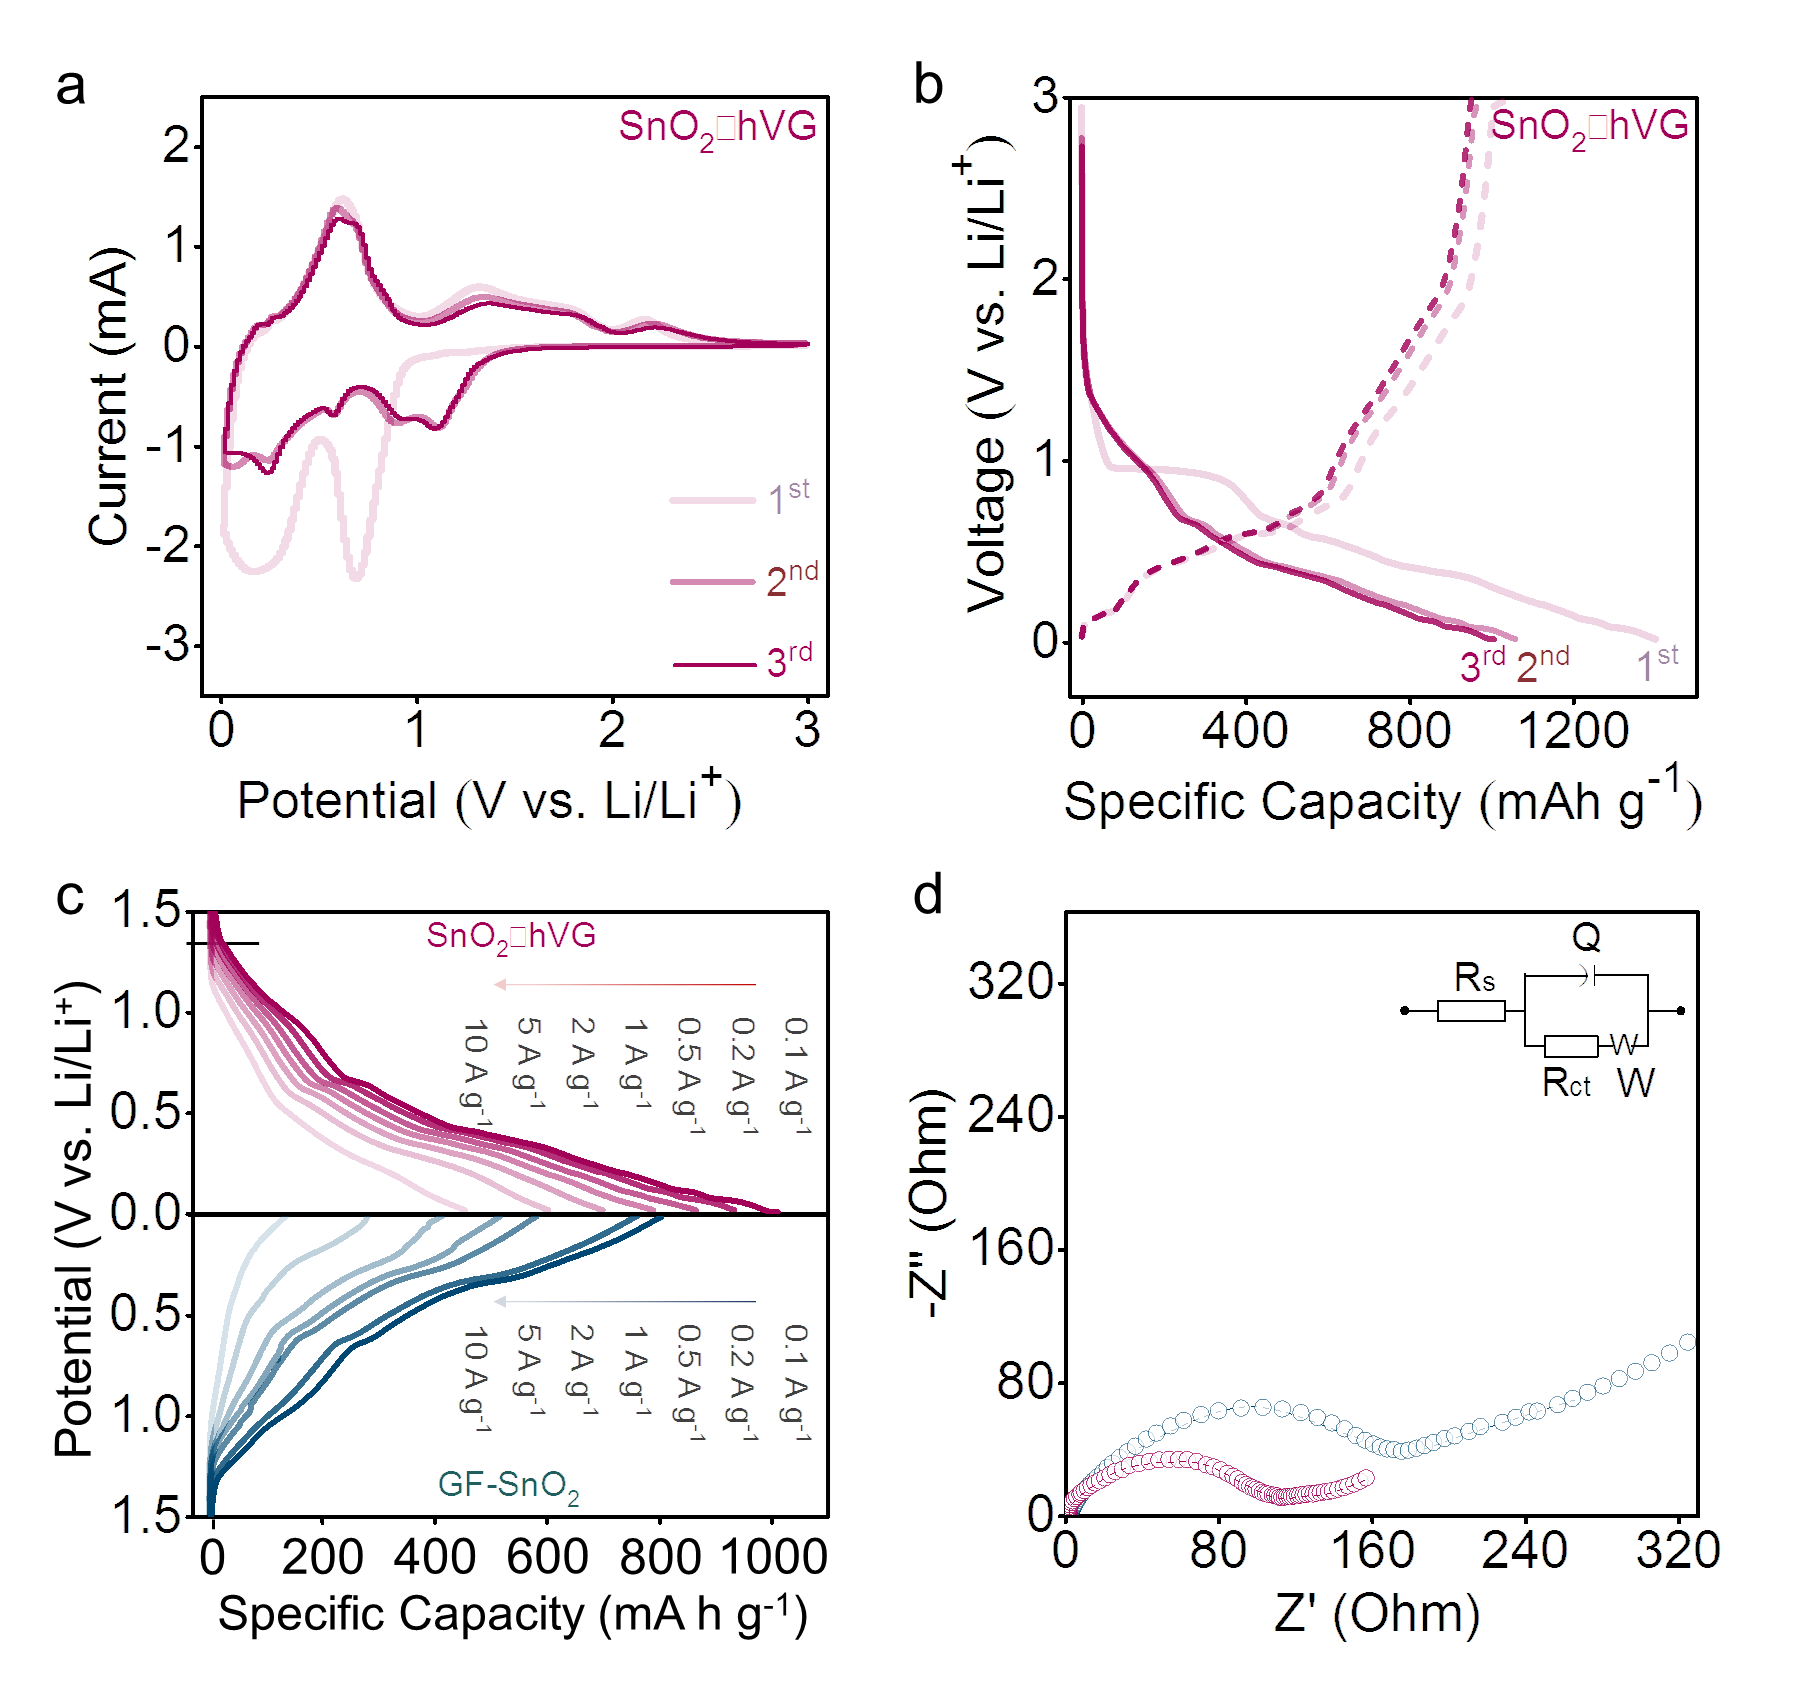 a
SnO₂□hVG
2
1
0
-1
-2
-3
Current (mA)
1st
2nd
3rd
0 1 2 3
Potential (V vs. Li/Li⁺)
b
SnO₂□hVG
3
2
1
0
Voltage (V vs. Li/Li⁺)
3rd 2nd 1st
0 400 800 1200
Specific Capacity (mAh g⁻¹)
c
SnO₂□hVG
1.5
1.0
0.5
0.0
0.5
1.0
1.5
Potential (V vs. Li/Li⁺)
10 A g⁻¹
5 A g⁻¹
2 A g⁻¹
1 A g⁻¹
0.5 A g⁻¹
0.2 A g⁻¹
0.1 A g⁻¹
10 A g⁻¹
5 A g⁻¹
2 A g⁻¹
1 A g⁻¹
0.5 A g⁻¹
0.2 A g⁻¹
0.1 A g⁻¹
GF-SnO₂
0 200 400 600 800 1000
Specific Capacity (mA h g⁻¹)
d
320
240
160
80
0
-Z'' (Ohm)
Q
Rs
W
Rct W
0 80 160 240 320
Z' (Ohm)